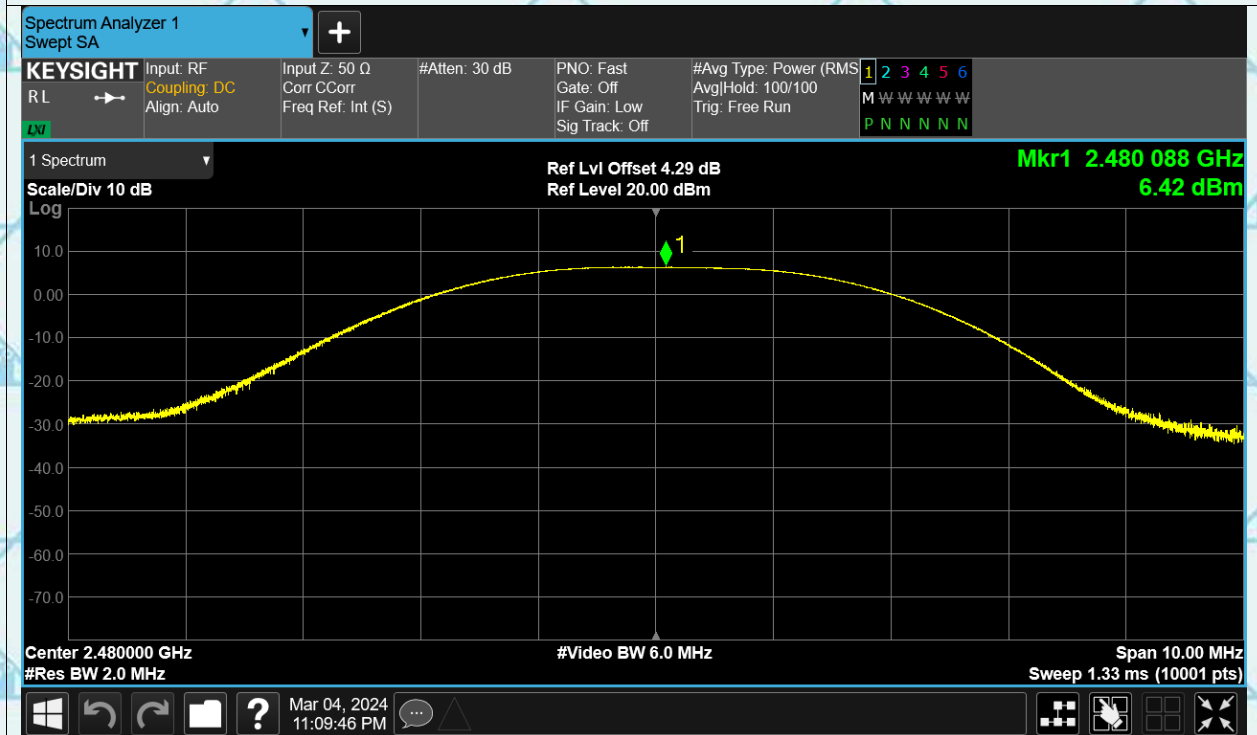 Spectrum Analyzer 1
Swept SA
KEYSIGHT
RL
LXI
Input: RF
Coupling: DC
Align: Auto
Input Z: 50 Ω
Corr CCorr
Freq Ref: Int (S)
#Atten: 30 dB
PNO: Fast
Gate: Off
IF Gain: Low
Sig Track: Off
#Avg Type: Power (RMS
Avg|Hold: 100/100
Trig: Free Run
1 2 3 4 5 6
M W W W W W
P N N N N N
1 Spectrum
Ref Lvl Offset 4.29 dB
Mkr1 2.480 088 GHz
Scale/Div 10 dB
Ref Level 20.00 dBm
6.42 dBm
Log
1
10.0
0.00
-10.0
-20.0
-30.0
-40.0
-50.0
-60.0
-70.0
Center 2.480000 GHz
#Video BW 6.0 MHz
Span 10.00 MHz
#Res BW 2.0 MHz
Sweep 1.33 ms (10001 pts)
?
Mar 04, 2024
11:09:46 PM